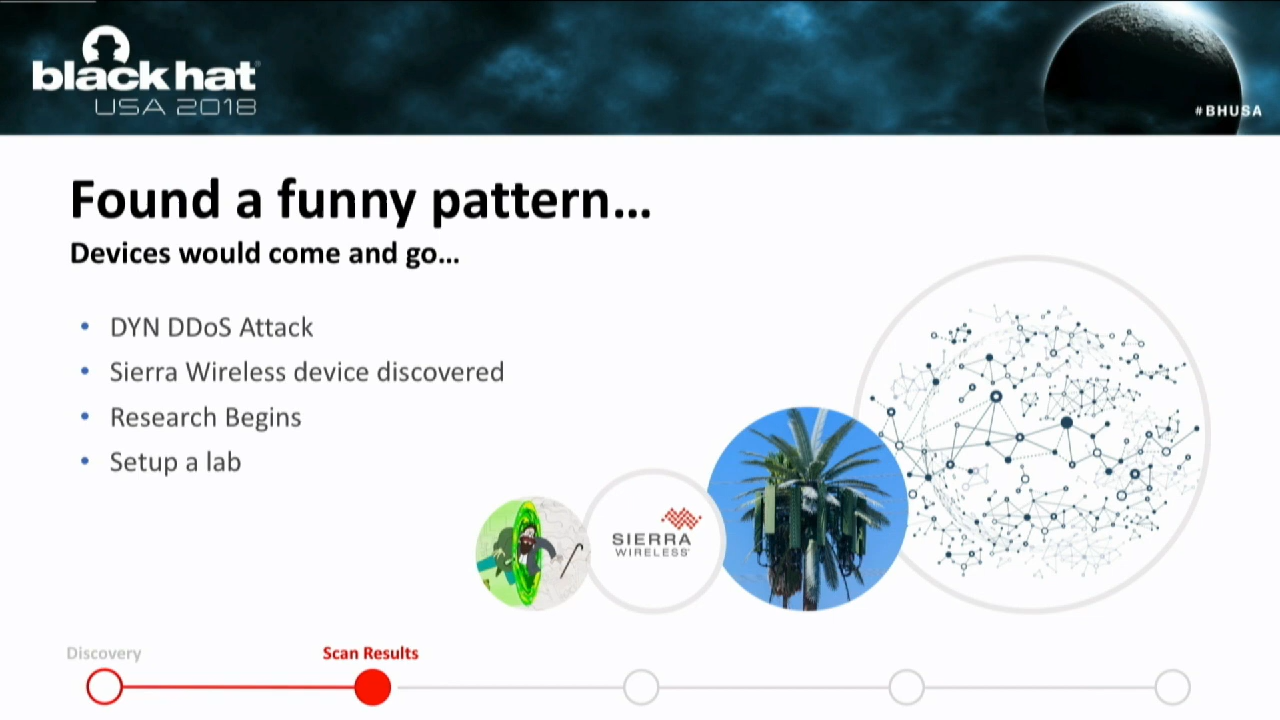 black hat
USA 2018
#BHUSA
Found a funny pattern...
Devices would come and go...
• DYN DDoS Attack
• Sierra Wireless device discovered
• Research Begins
• Setup a lab
SIERRA
WIRELESS
Discovery
Scan Results